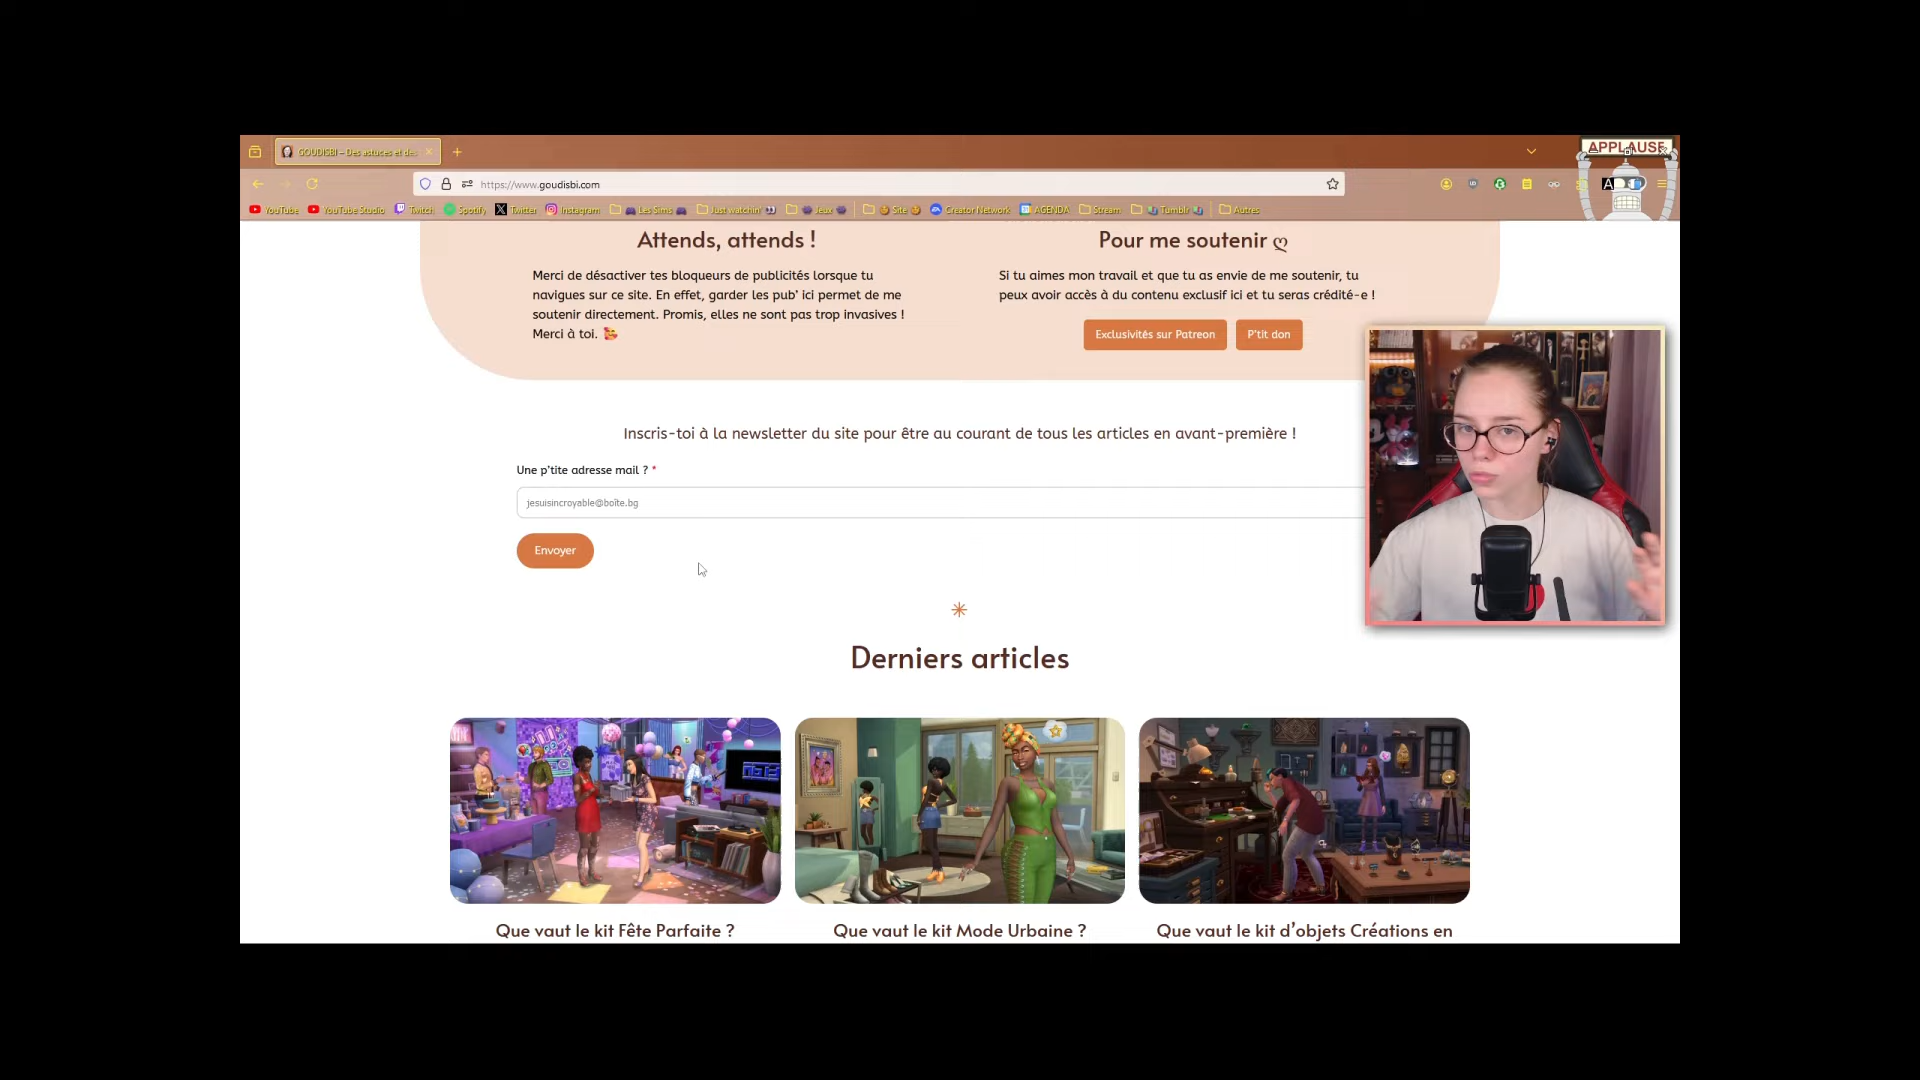 APPLAUSE
GOUDISBI – Des astuces et des
https://www.goudisbi.com
YouTube YouTube Studio Twitch Spotify Twitter Instagram Les Sims Just watchin' Jeux Site Creator Network AGENDA Stream Tumblr Autres
Attends, attends !
Merci de désactiver tes bloqueurs de publicités lorsque tu
navigues sur ce site. En effet, garder les pub' ici permet de me
soutenir directement. Promis, elles ne sont pas trop invasives !
Merci à toi. 🥰
Pour me soutenir ღ
Si tu aimes mon travail et que tu as envie de me soutenir, tu
peux avoir accès à du contenu exclusif ici et tu seras crédité-e !
Exclusivités sur Patreon P'tit don
Inscris-toi à la newsletter du site pour être au courant de tous les articles en avant-première !
Une p'tite adresse mail ? *
jesuisincroyable@boîte.bg
Envoyer
Derniers articles
Que vaut le kit Fête Parfaite ?
Que vaut le kit Mode Urbaine ?
Que vaut le kit d'objets Créations en